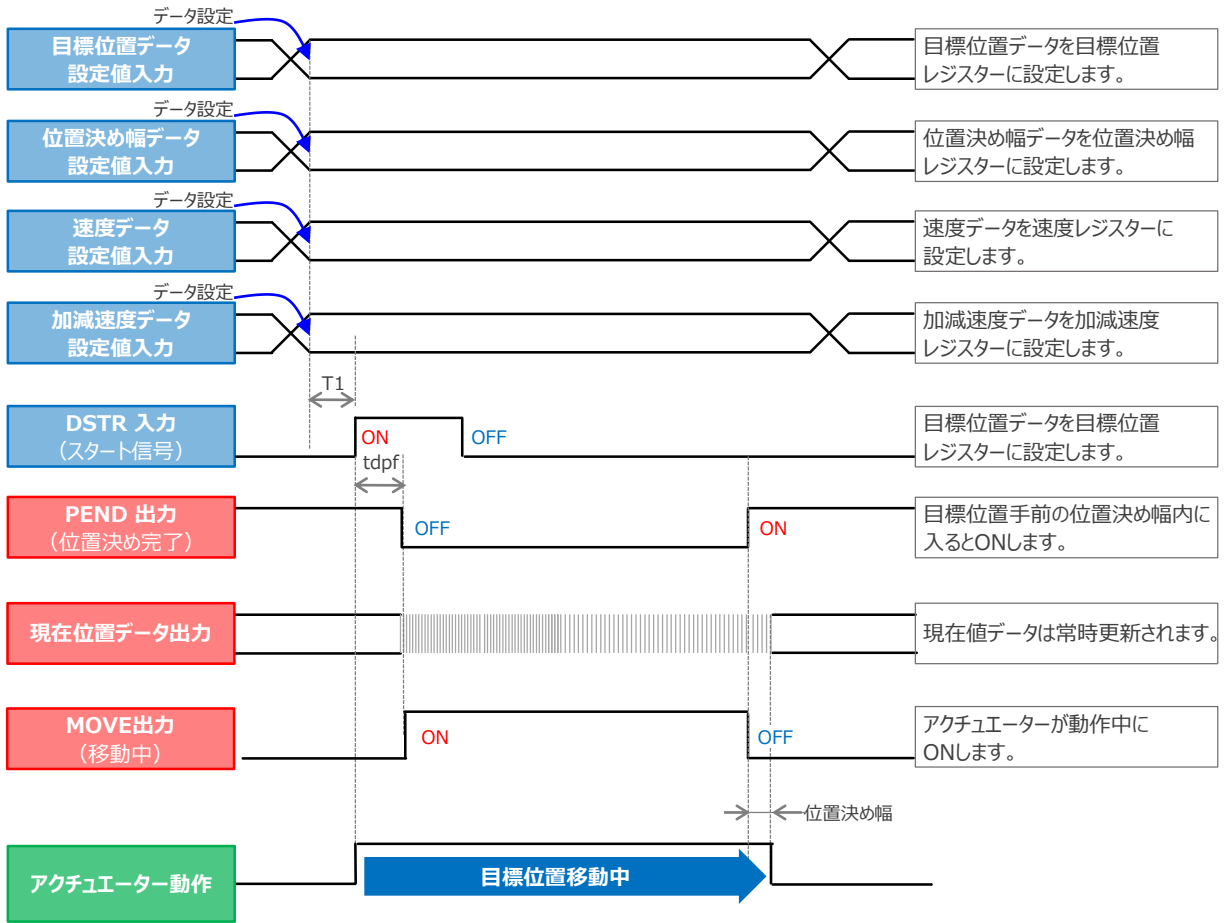 データ設定
目標位置データ
設定値入力
目標位置データを目標位置
レジスターに設定します。
データ設定
位置決め幅データ
設定値入力
位置決め幅データを位置決め幅
レジスターに設定します。
データ設定
速度データ
設定値入力
速度データを速度レジスターに
設定します。
データ設定
加減速度データ
設定値入力
加減速度データを加減速度
レジスターに設定します。
T1
DSTR 入力
(スタート信号)
ON
OFF
tdpf
目標位置データを目標位置
レジスターに設定します。
PEND 出力
(位置決め完了)
OFF
ON
目標位置手前の位置決め幅内に
入るとONします。
現在位置データ出力
現在値データは常時更新されます。
MOVE出力
(移動中)
ON
OFF
アクチュエーターが動作中に
ONします。
位置決め幅
アクチュエーター動作
目標位置移動中